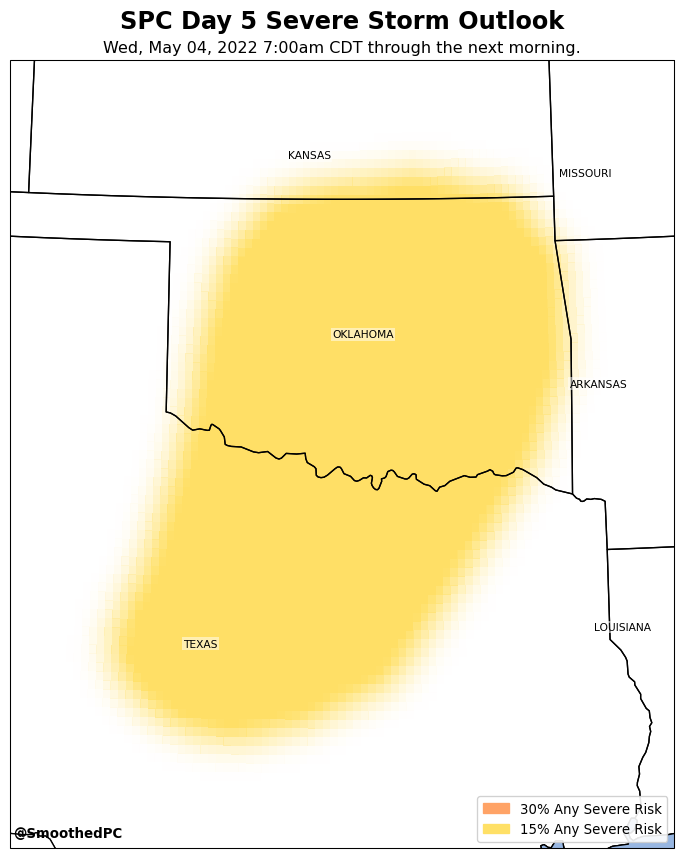 SPC Day 5 Severe Storm Outlook
Wed, May 04, 2022 7:00am CDT through the next morning.
KANSAS
MISSOURI
OKLAHOMA
ARKANSAS
LOUISIANA
TEXAS
30% Any Severe Risk
15% Any Severe Risk
@SmoothedPC